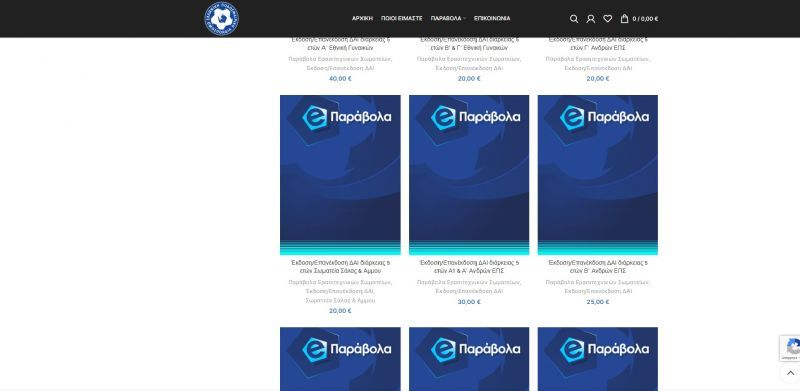 ΑΡΧΙΚΗ ΠΟΙΟΙ ΕΙΜΑΣΤΕ ΠΑΡΑΒΟΛΑ ΕΠΙΚΟΙΝΩΝΙΑ 0 / 0,00 €
Έκδοση/Επανέκδοση ΔΑΙ διάρκειας 5 ετών Α΄ Εθνική Γυναικών
Παράβολα Ερασιτεχνικών Σωματείων,
Έκδοση/Επανέκδοση ΔΑΙ
40,00 €
Έκδοση/Επανέκδοση ΔΑΙ διάρκειας 5
ετών Β΄ & Γ΄ Εθνική Γυναικών
Παράβολα Ερασιτεχνικών Σωματείων,
Έκδοση/Επανέκδοση ΔΑΙ
20,00 €
Έκδοση/Επανέκδοση ΔΑΙ διάρκειας 5
ετών Γ΄ Ανδρών ΕΠΣ
Παράβολα Ερασιτεχνικών Σωματείων,
Έκδοση/Επανέκδοση ΔΑΙ
20,00 €
e Παράβολα
e Παράβολα
e Παράβολα
Έκδοση/Επανέκδοση ΔΑΙ διάρκειας 5
ετών Σωματεία Σάλας & Άμμου
Παράβολα Ερασιτεχνικών Σωματείων,
Έκδοση/Επανέκδοση ΔΑΙ,
Σωματεία Σάλας & Άμμου
20,00 €
Έκδοση/Επανέκδοση ΔΑΙ διάρκειας 5
ετών Α1 & Α΄ Ανδρών ΕΠΣ
Παράβολα Ερασιτεχνικών Σωματείων,
Έκδοση/Επανέκδοση ΔΑΙ
30,00 €
Έκδοση/Επανέκδοση ΔΑΙ διάρκειας 5
ετών Β΄ Ανδρών ΕΠΣ
Παράβολα Ερασιτεχνικών Σωματείων,
Έκδοση/Επανέκδοση ΔΑΙ
25,00 €
e Παράβολα
e Παράβολα
e Παράβολα